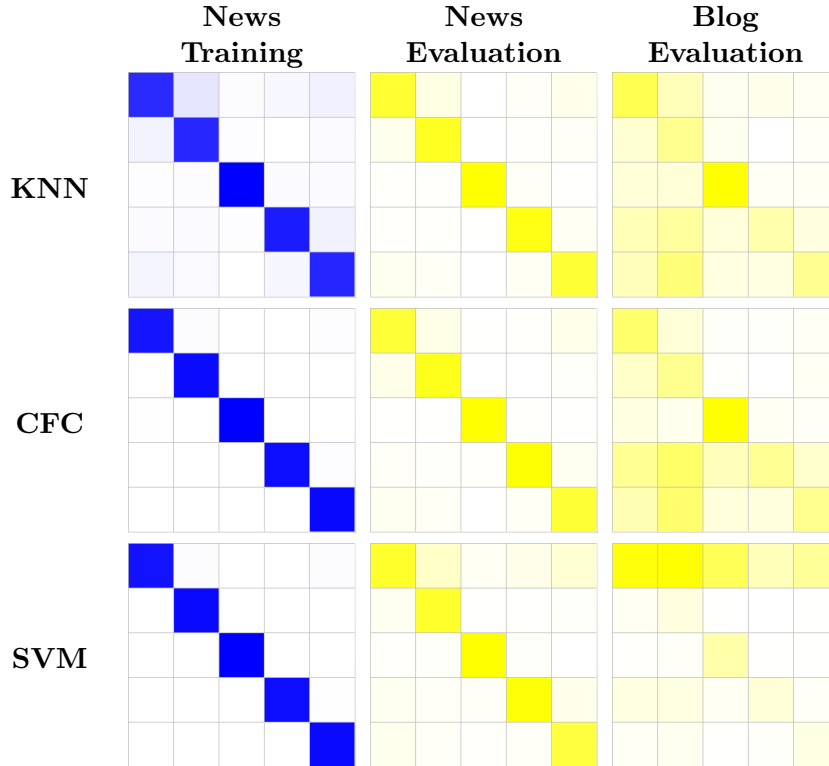 News
Training
News
Evaluation
Blog
Evaluation
KNN
CFC
SVM